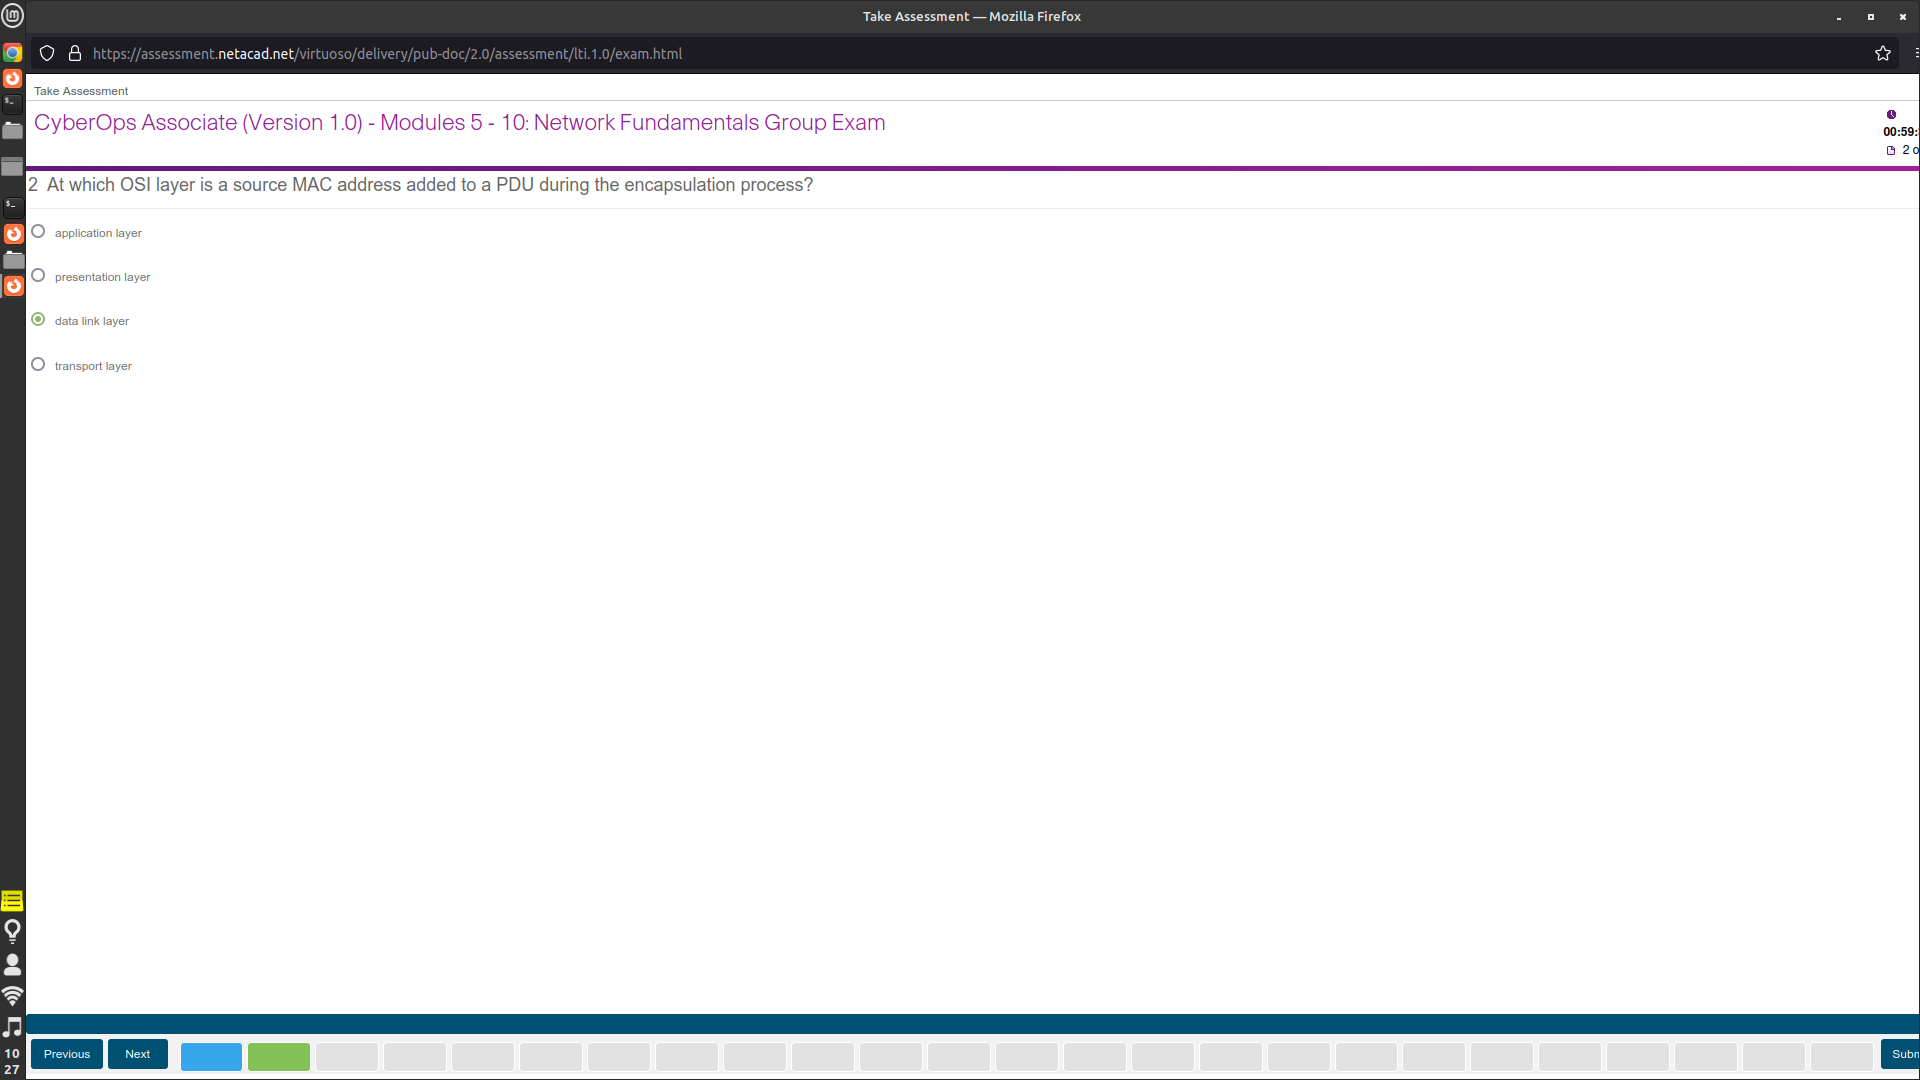 Take Assessment — Mozilla Firefox
https://assessment.netacad.net/virtuoso/delivery/pub-doc/2.0/assessment/lti.1.0/exam.html
Take Assessment
CyberOps Associate (Version 1.0) - Modules 5 - 10: Network Fundamentals Group Exam
00:59:
2 o
2 At which OSI layer is a source MAC address added to a PDU during the encapsulation process?
application layer
presentation layer
data link layer
transport layer
Previous
Next
Subm
10
27